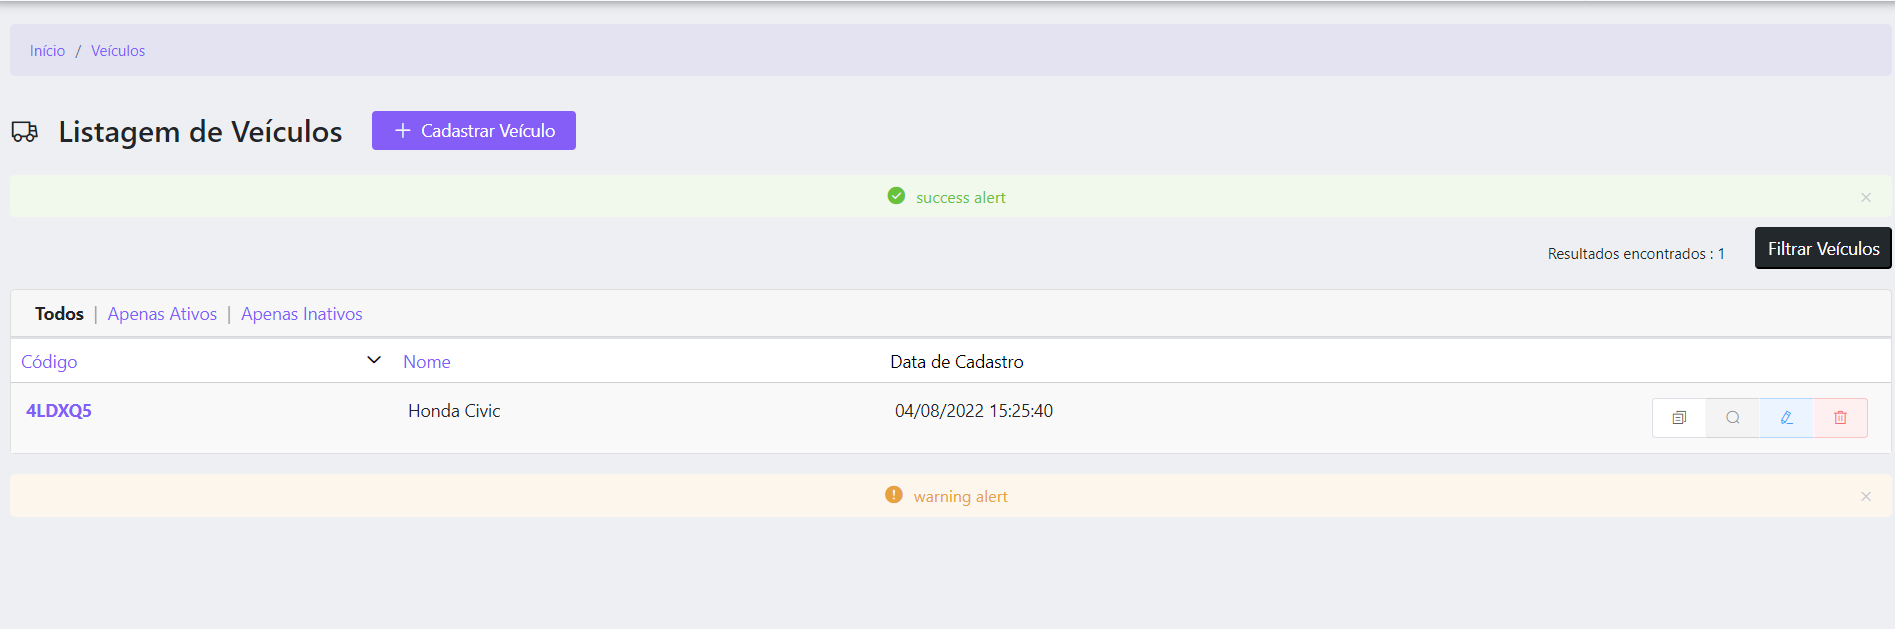 Início / Veículos
Listagem de Veículos
+ Cadastrar Veículo
success alert
Resultados encontrados : 1
Filtrar Veículos
Todos | Apenas Ativos | Apenas Inativos
Código Nome Data de Cadastro
4LDXQ5 Honda Civic 04/08/2022 15:25:40
warning alert